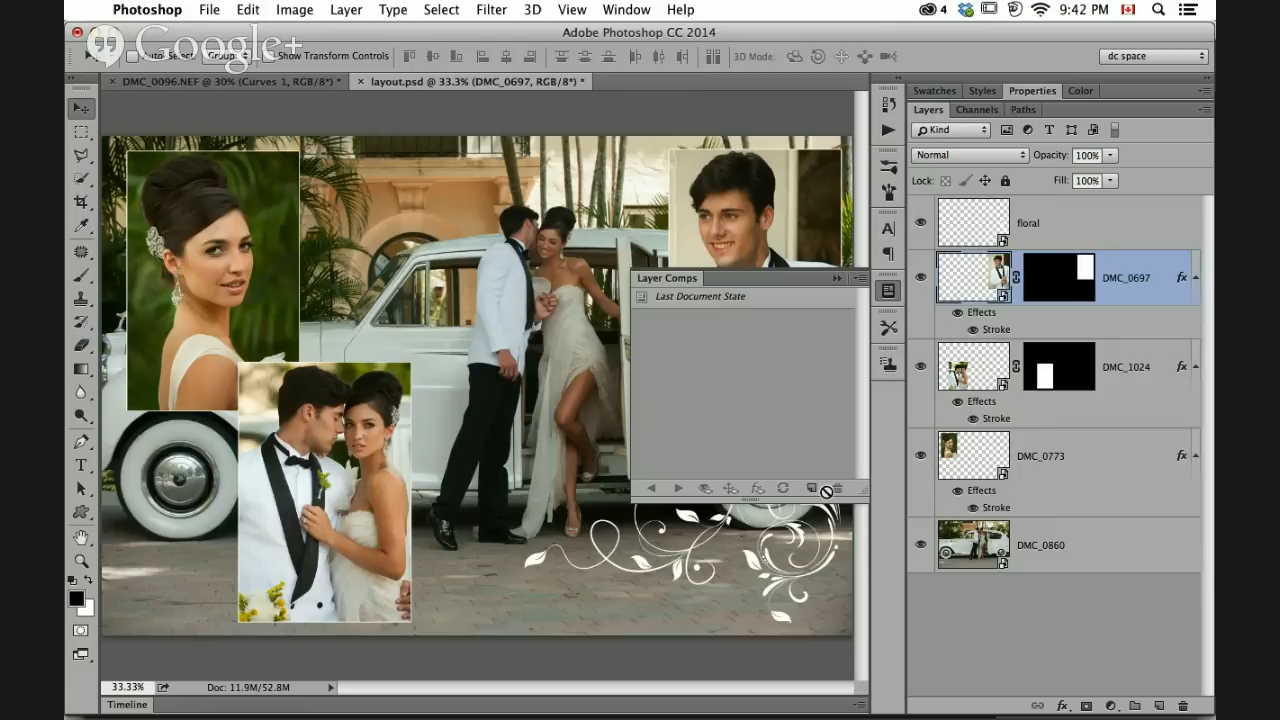 Photoshop File Edit Image Layer Type Select Filter 3D View Window Help 4 9:42 PM
Adobe Photoshop CC 2014
Google+
Auto-Select: Group Show Transform Controls 3D Mode: dc space
× DMC_0096.NEF @ 30% (Curves 1, RGB/8*) * × layout.psd @ 33.3% (DMC_0697, RGB/8*) *
Swatches Styles Properties Color
Layers Channels Paths
Kind
Normal Opacity: 100%
Lock: Fill: 100%
floral
DMC_0697 fx
Effects
Stroke
DMC_1024 fx
Effects
Stroke
DMC_0773 fx
Effects
Stroke
DMC_0860
Layer Comps
Last Document State
33.33% Doc: 11.9M/52.8M
Timeline